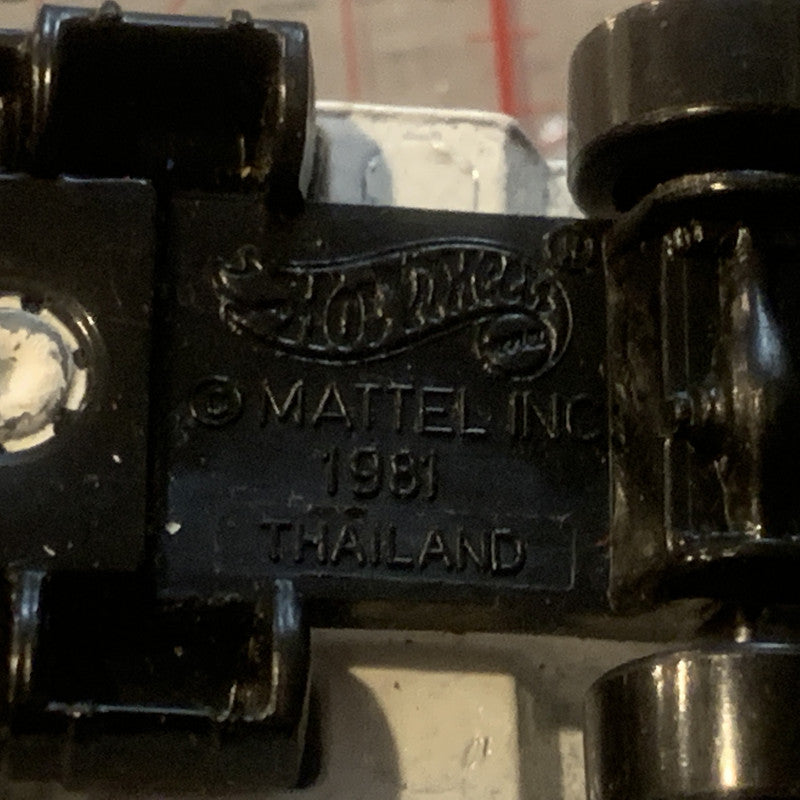 Hot Wheels
© MATTEL INC
1981
THAILAND